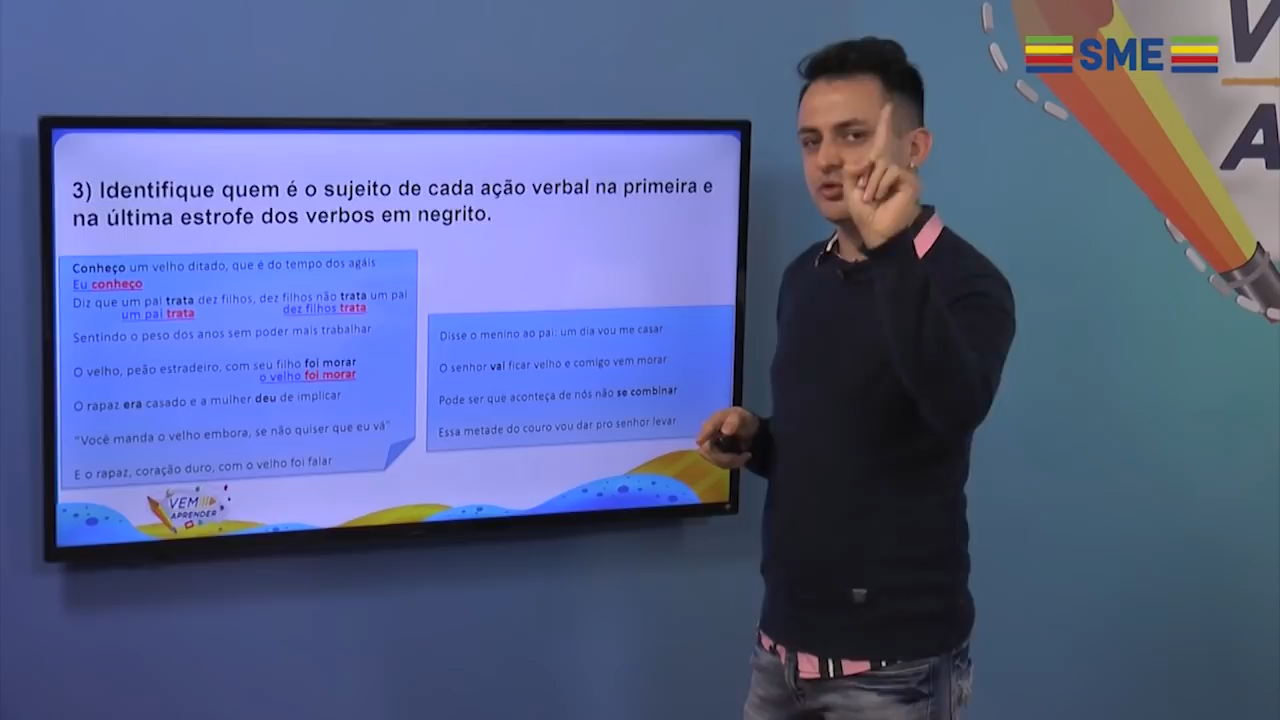 SME
3) Identifique quem é o sujeito de cada ação verbal na primeira e
na última estrofe dos verbos em negrito.
Conheço um velho ditado, que é do tempo dos agáis
Eu conheço
Diz que um pai trata dez filhos, dez filhos não trata um pai
um pai trata dez filhos trata
Sentindo o peso dos anos sem poder mais trabalhar
O velho, peão estradeiro, com seu filho foi morar
o velho foi morar
O rapaz era casado e a mulher deu de implicar
"Você manda o velho embora, se não quiser que eu vá"
E o rapaz, coração duro, com o velho foi falar
Disse o menino ao pai: um dia vou me casar
O senhor vai ficar velho e comigo vem morar
Pode ser que aconteça de nós não se combinar
Essa metade do couro vou dar pro senhor levar
VEM
APRENDER
V
A